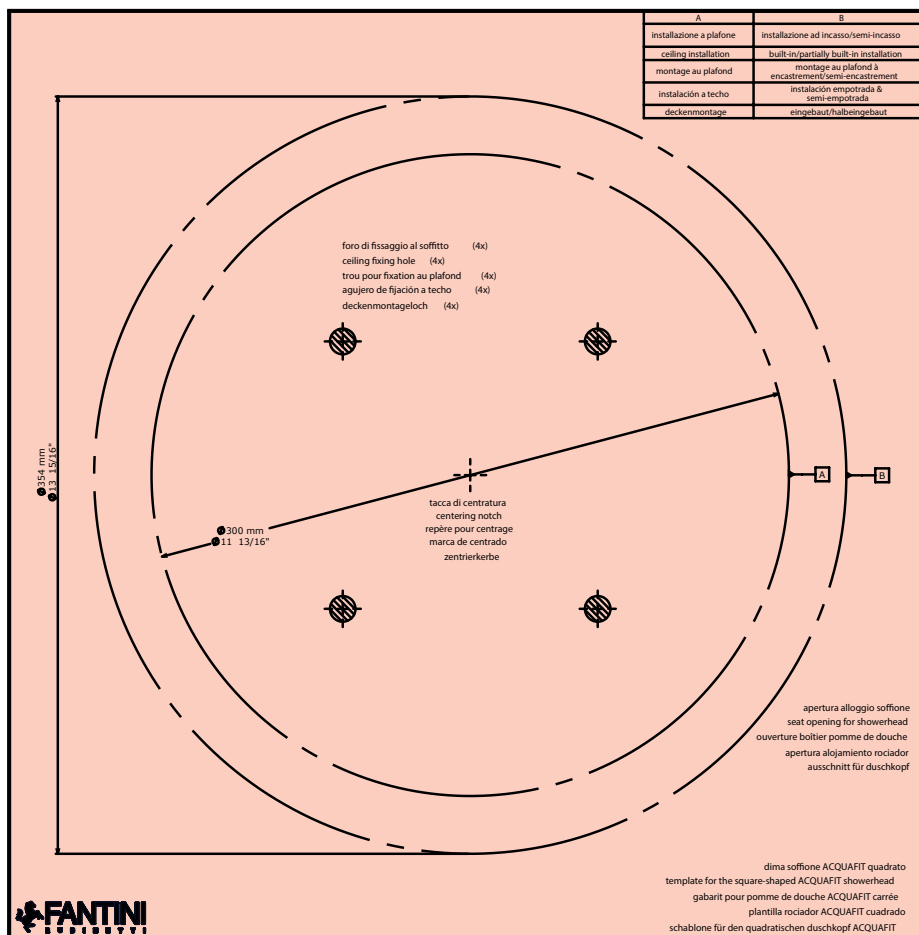 A B
installazione a plafone installazione ad incasso/semi-incasso
ceiling installation built-in/partially built-in installation
montage au plafond montage au plafond à
encastrement/semi-encastrement
instalación a techo instalación empotrada &
semi-empotrada
deckenmontage eingebaut/halbeingebaut
foro di fissaggio al soffitto (4x)
ceiling fixing hole (4x)
trou pour fixation au plafond (4x)
agujero de fijación a techo (4x)
deckenmontageloch (4x)
Ø354 mm
Ø13 15/16"
A
B
tacca di centratura
centering notch
repère pour centrage
marca de centrado
zentrierkerbe
Ø300 mm
Ø11 13/16"
apertura alloggio soffione
seat opening for showerhead
ouverture boîtier pomme de douche
apertura alojamiento rociador
ausschnitt für duschkopf
dima soffione ACQUAFIT quadrato
template for the square-shaped ACQUAFIT showerhead
gabarit pour pomme de douche ACQUAFIT carrée
plantilla rociador ACQUAFIT cuadrado
schablone für den quadratischen duschkopf ACQUAFIT
FANTINI
RUBINETTI